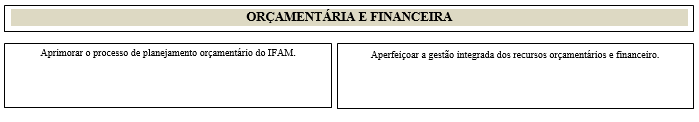 ORÇAMENTÁRIA E FINANCEIRA
Aprimorar o processo de planejamento orçamentário do IFAM.
Aperfeiçoar a gestão integrada dos recursos orçamentários e financeiro.